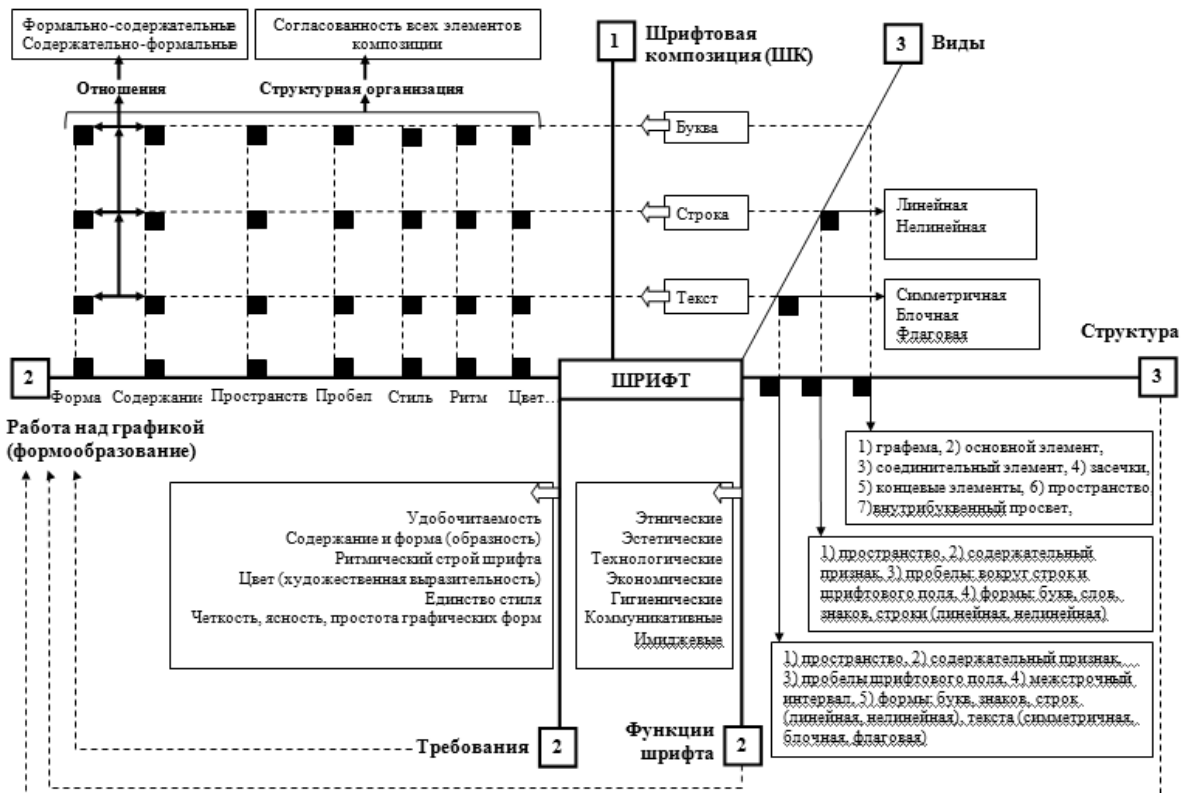 Формально-содержательные
Содержательно-формальные
Согласованность всех элементов
композиции
1
Шрифтовая
композиция (ШК)
3
Виды
Отношения
Структурная организация
Буква
Строка
Линейная
Нелинейная
Текст
Симметричная
Блочная
Флаговая
Структура
2
ШРИФТ
3
Форма
Содержание
Пространств
Пробел
Стиль
Ритм
Цвет…
Работа над графикой
(формообразование)
1) графема, 2) основной элемент,
3) соединительный элемент, 4) засечки,
5) концевые элементы, 6) пространство,
7)внутрибуквенный просвет,
Удобочитаемость
Содержание и форма (образность)
Ритмический строй шрифта
Цвет (художественная выразительность)
Единство стиля
Четкость, ясность, простота графических форм
Этнические
Эстетические
Технологические
Экономические
Гигиенические
Коммуникативные
Имиджевые
1) пространство, 2) содержательный
признак, 3) пробелы: вокруг строк и
шрифтового поля, 4) формы: букв, слов,
знаков, строки (линейная, нелинейная)
1) пространство, 2) содержательный признак,
3) пробелы шрифтового поля, 4) межстрочный
интервал, 5) формы: букв, знаков, строк
(линейная, нелинейная), текста (симметричная,
блочная, флаговая)
Требования
2
Функции
шрифта
2